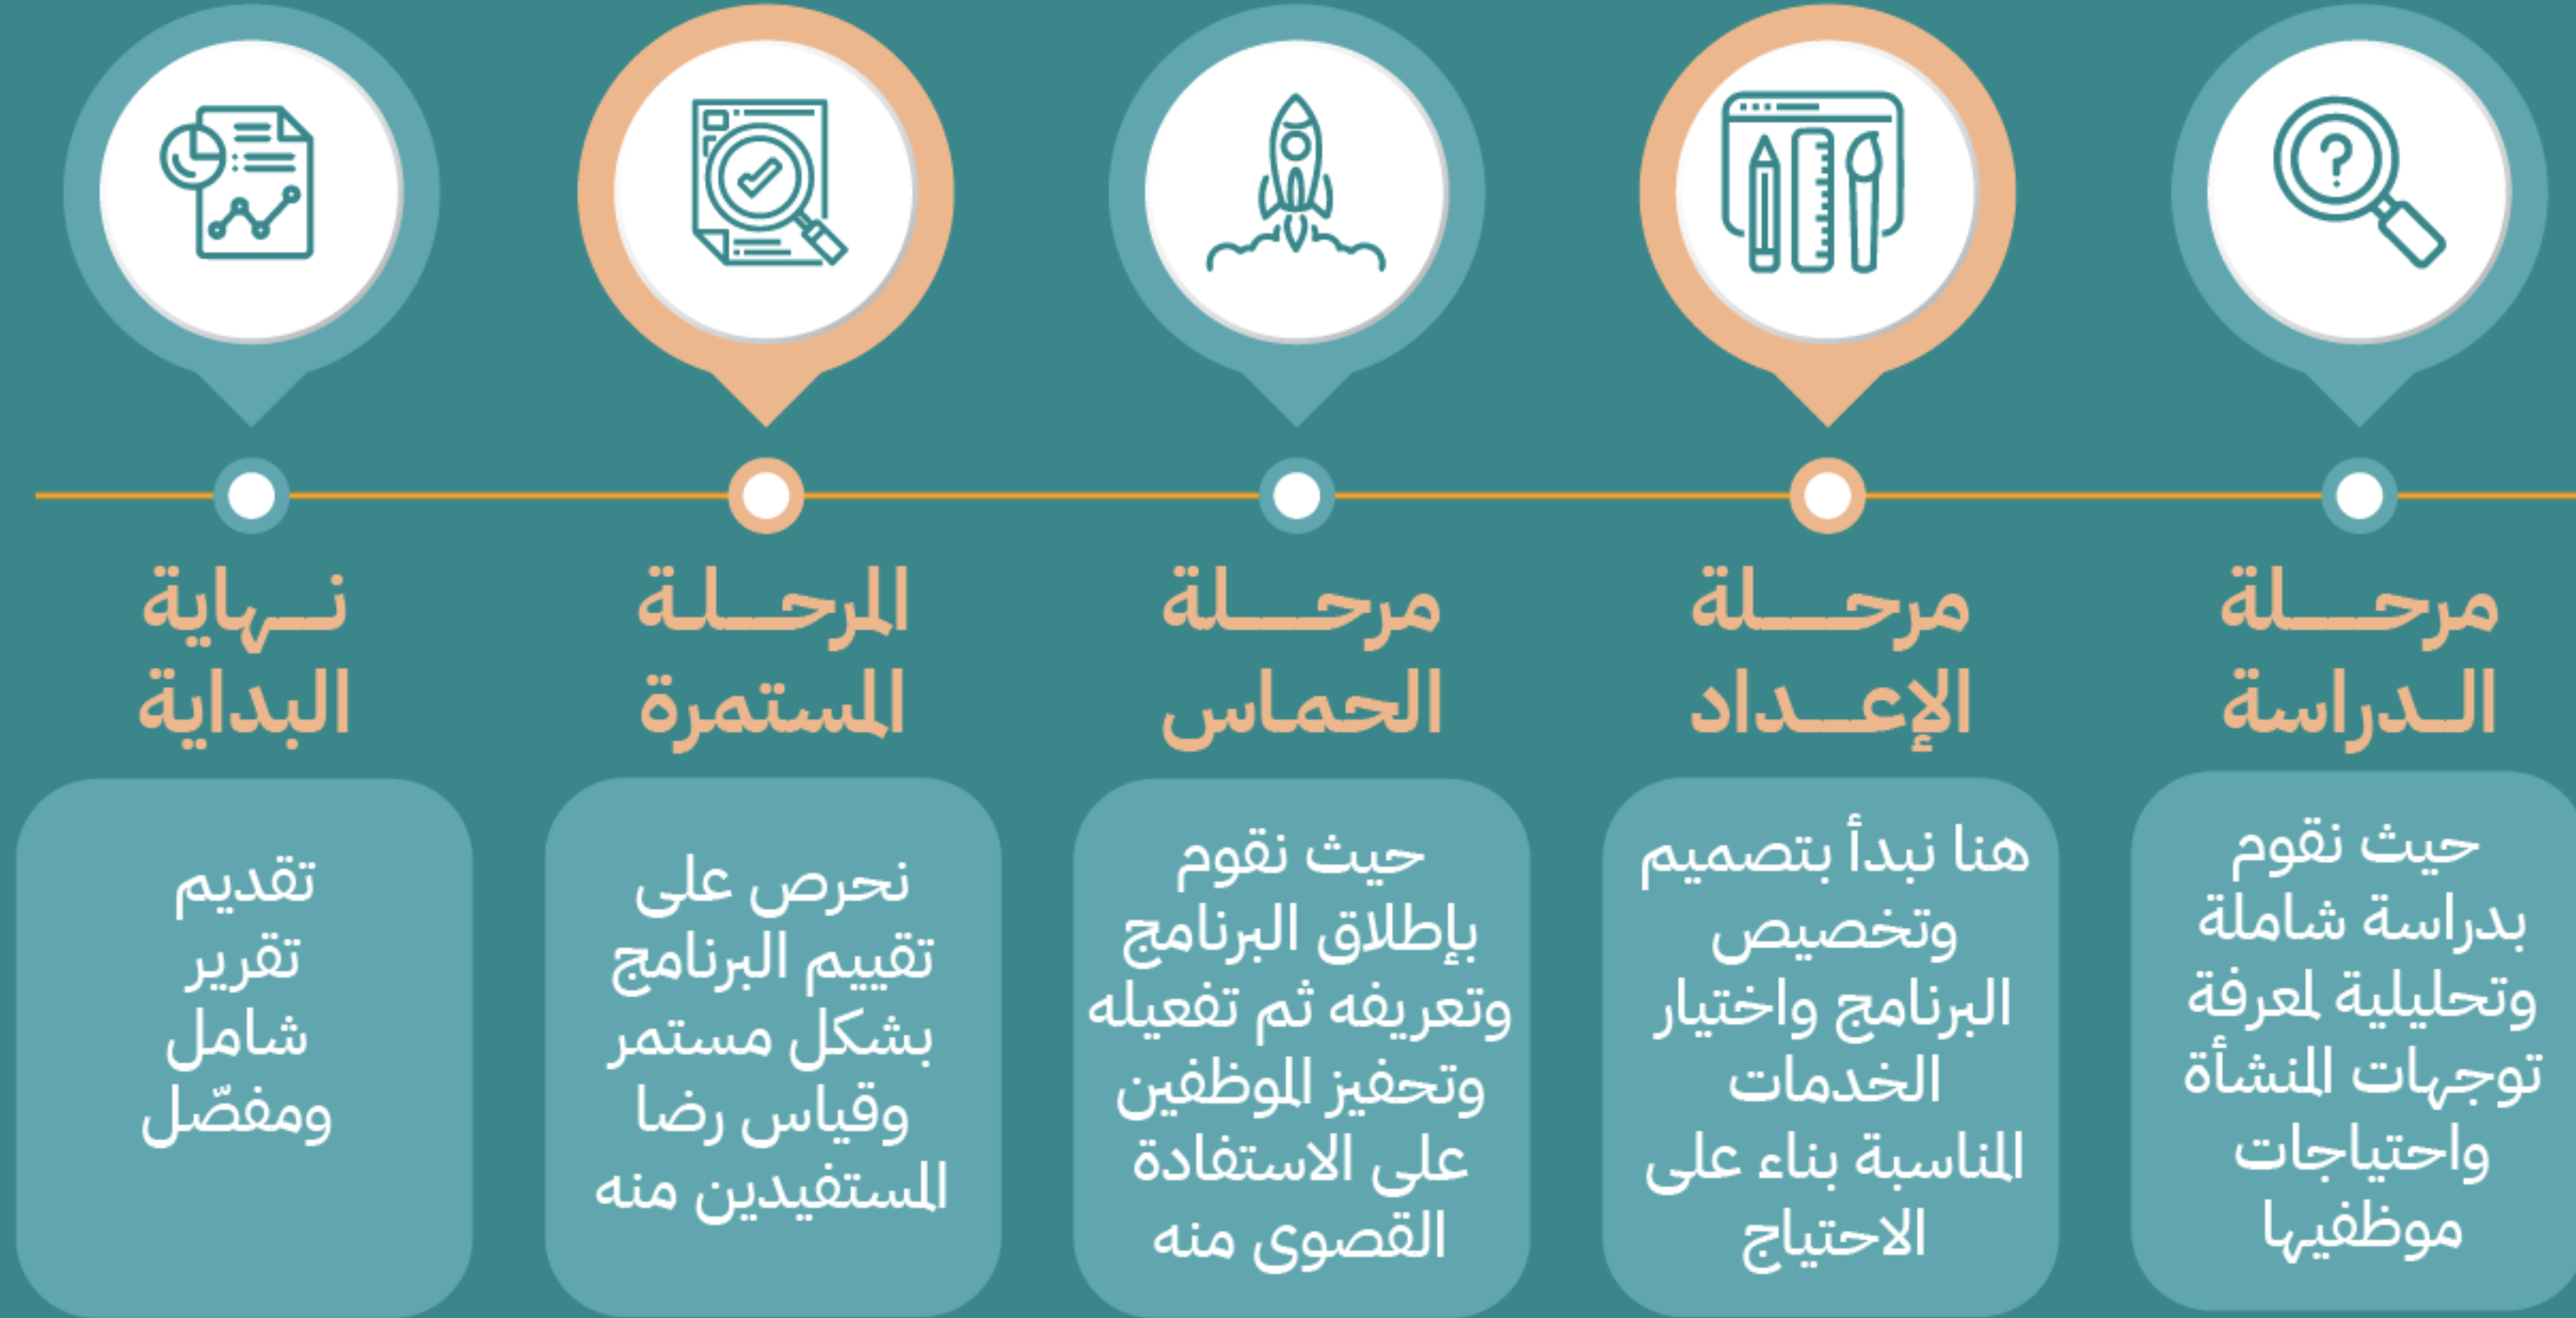 مرحلة
الدراسة
حيث نقوم
بدراسة شاملة
وتحليلية لمعرفة
توجهات المنشأة
واحتياجات
موظفيها
مرحلة
الإعداد
هنا نبدأ بتصميم
وتخصيص
البرنامج واختيار
الخدمات
المناسبة بناء على
الاحتياج
مرحلة
الحماس
حيث نقوم
بإطلاق البرنامج
وتعريفه ثم تفعيله
وتحفيز الموظفين
على الاستفادة
القصوى منه
المرحلة
المستمرة
نحرص على
تقييم البرنامج
بشكل مستمر
وقياس رضا
المستفيدين منه
نهاية
البداية
تقديم
تقرير
شامل
ومفصّل